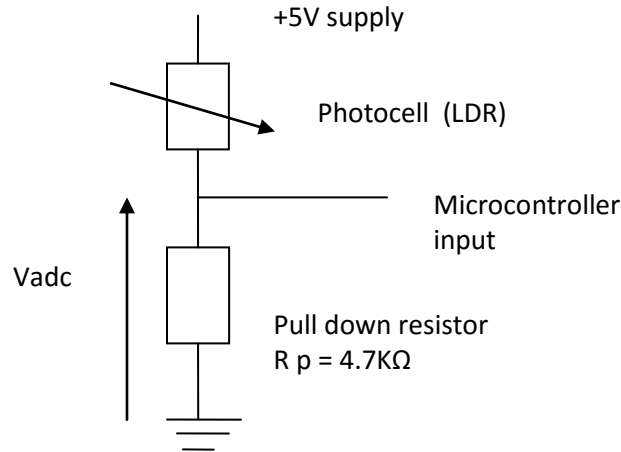 +5V supply
Photocell  (LDR)
Microcontroller
input
Vadc
Pull down resistor
R p = 4.7KΩ